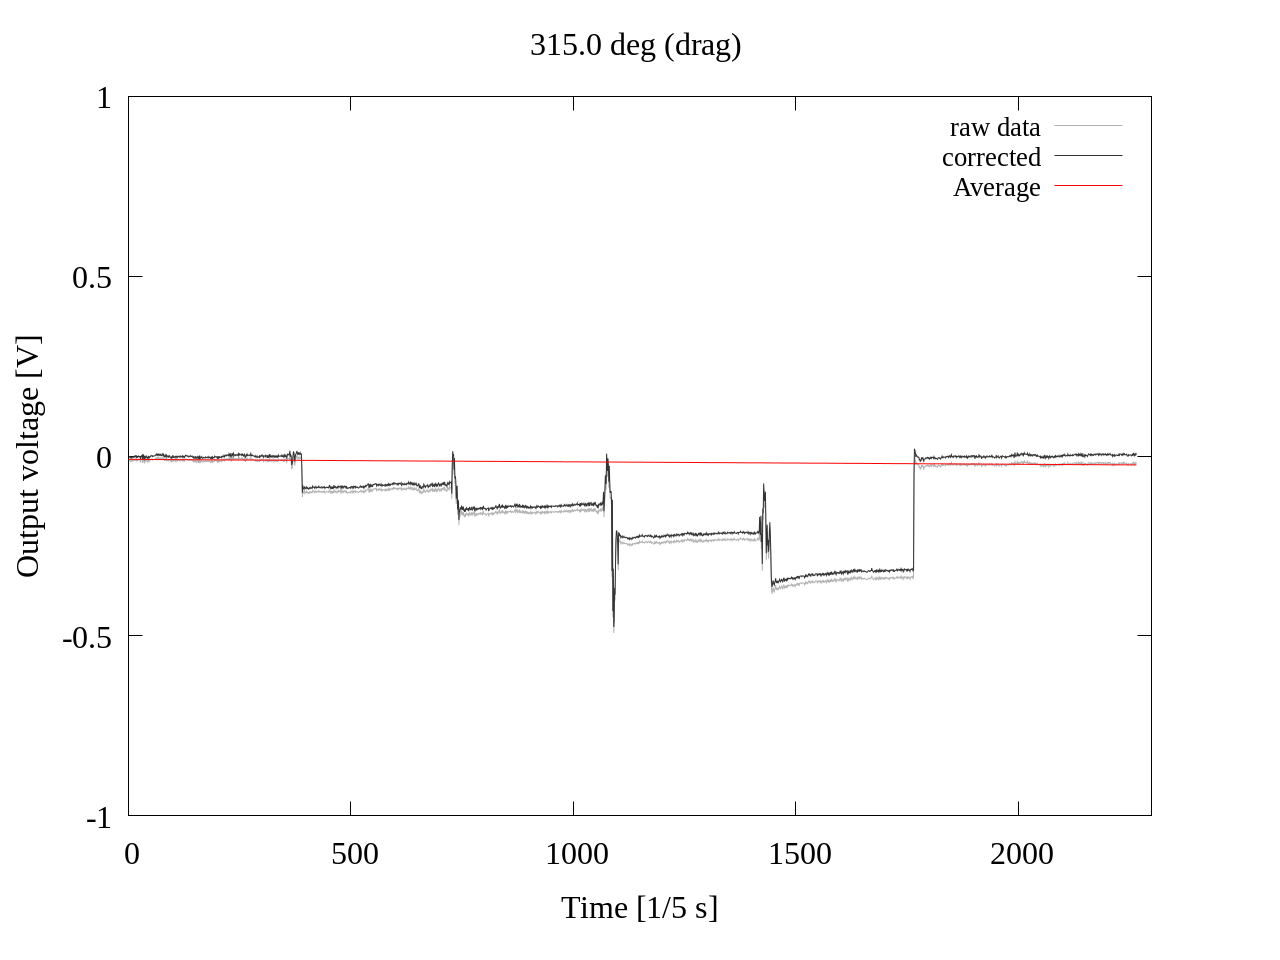 315.0 deg (drag)
1
0.5
0
-0.5
-1
Output voltage [V]
raw data
corrected
Average
0 500 1000 1500 2000
Time [1/5 s]